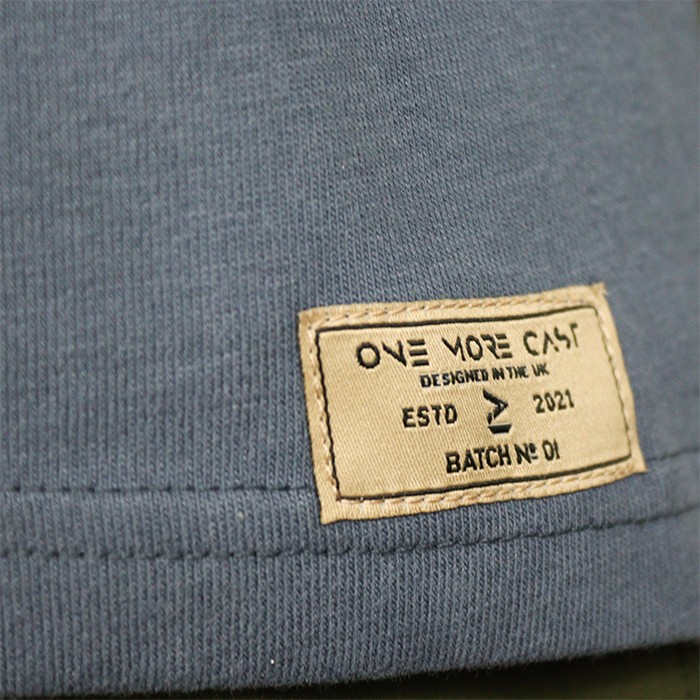 ONE MORE CAST
DESIGNED IN THE UK
ESTD 2021
BATCH Nº 01